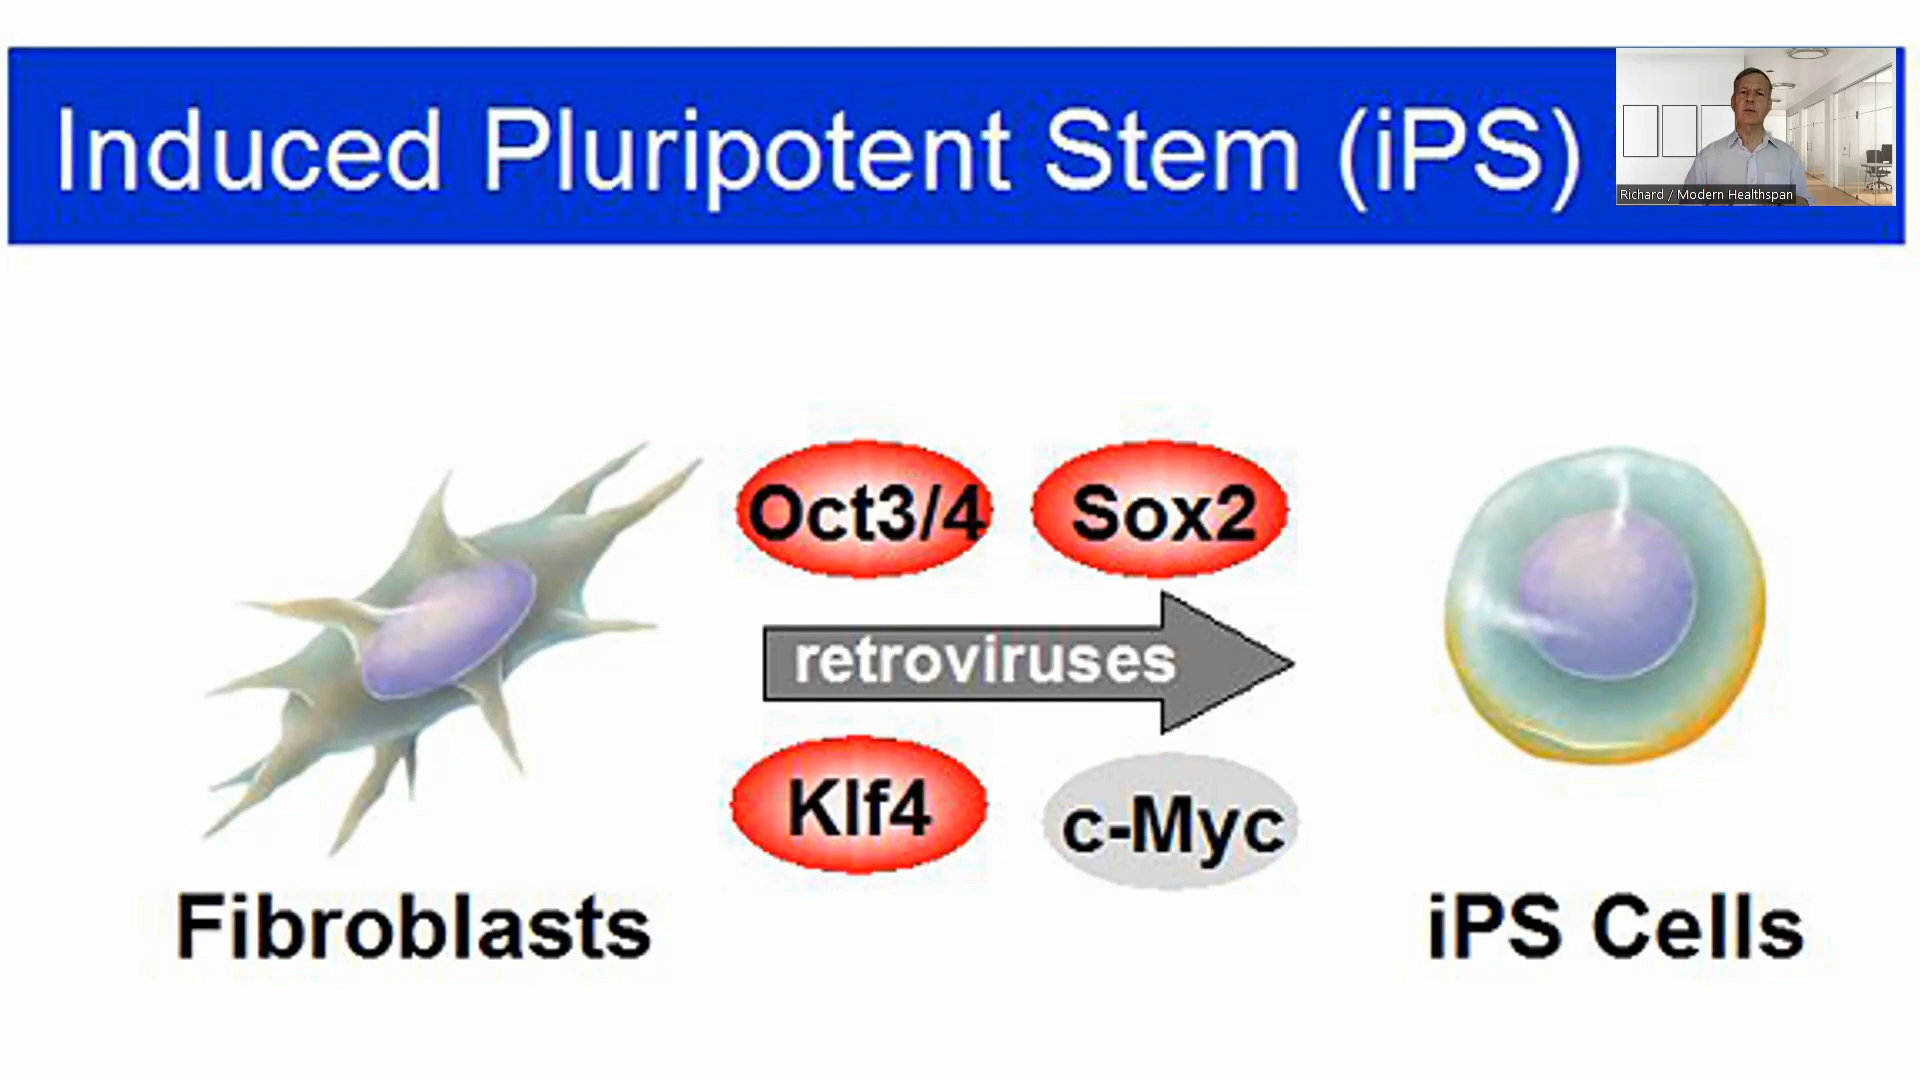 Induced Pluripotent Stem (iPS)
Richard / Modern Healthspan
Oct3/4 Sox2
retroviruses
Klf4 c-Myc
Fibroblasts iPS Cells